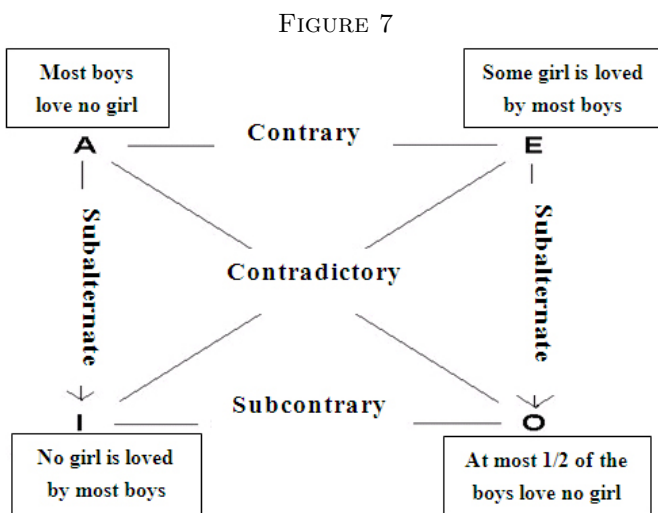 FIGURE 7
Most boys
love no girl
Some girl is loved
by most boys
A
Contrary
E
Subalternate
Contradictory
Subalternate
I
Subcontrary
O
No girl is loved
by most boys
At most 1/2 of the
boys love no girl